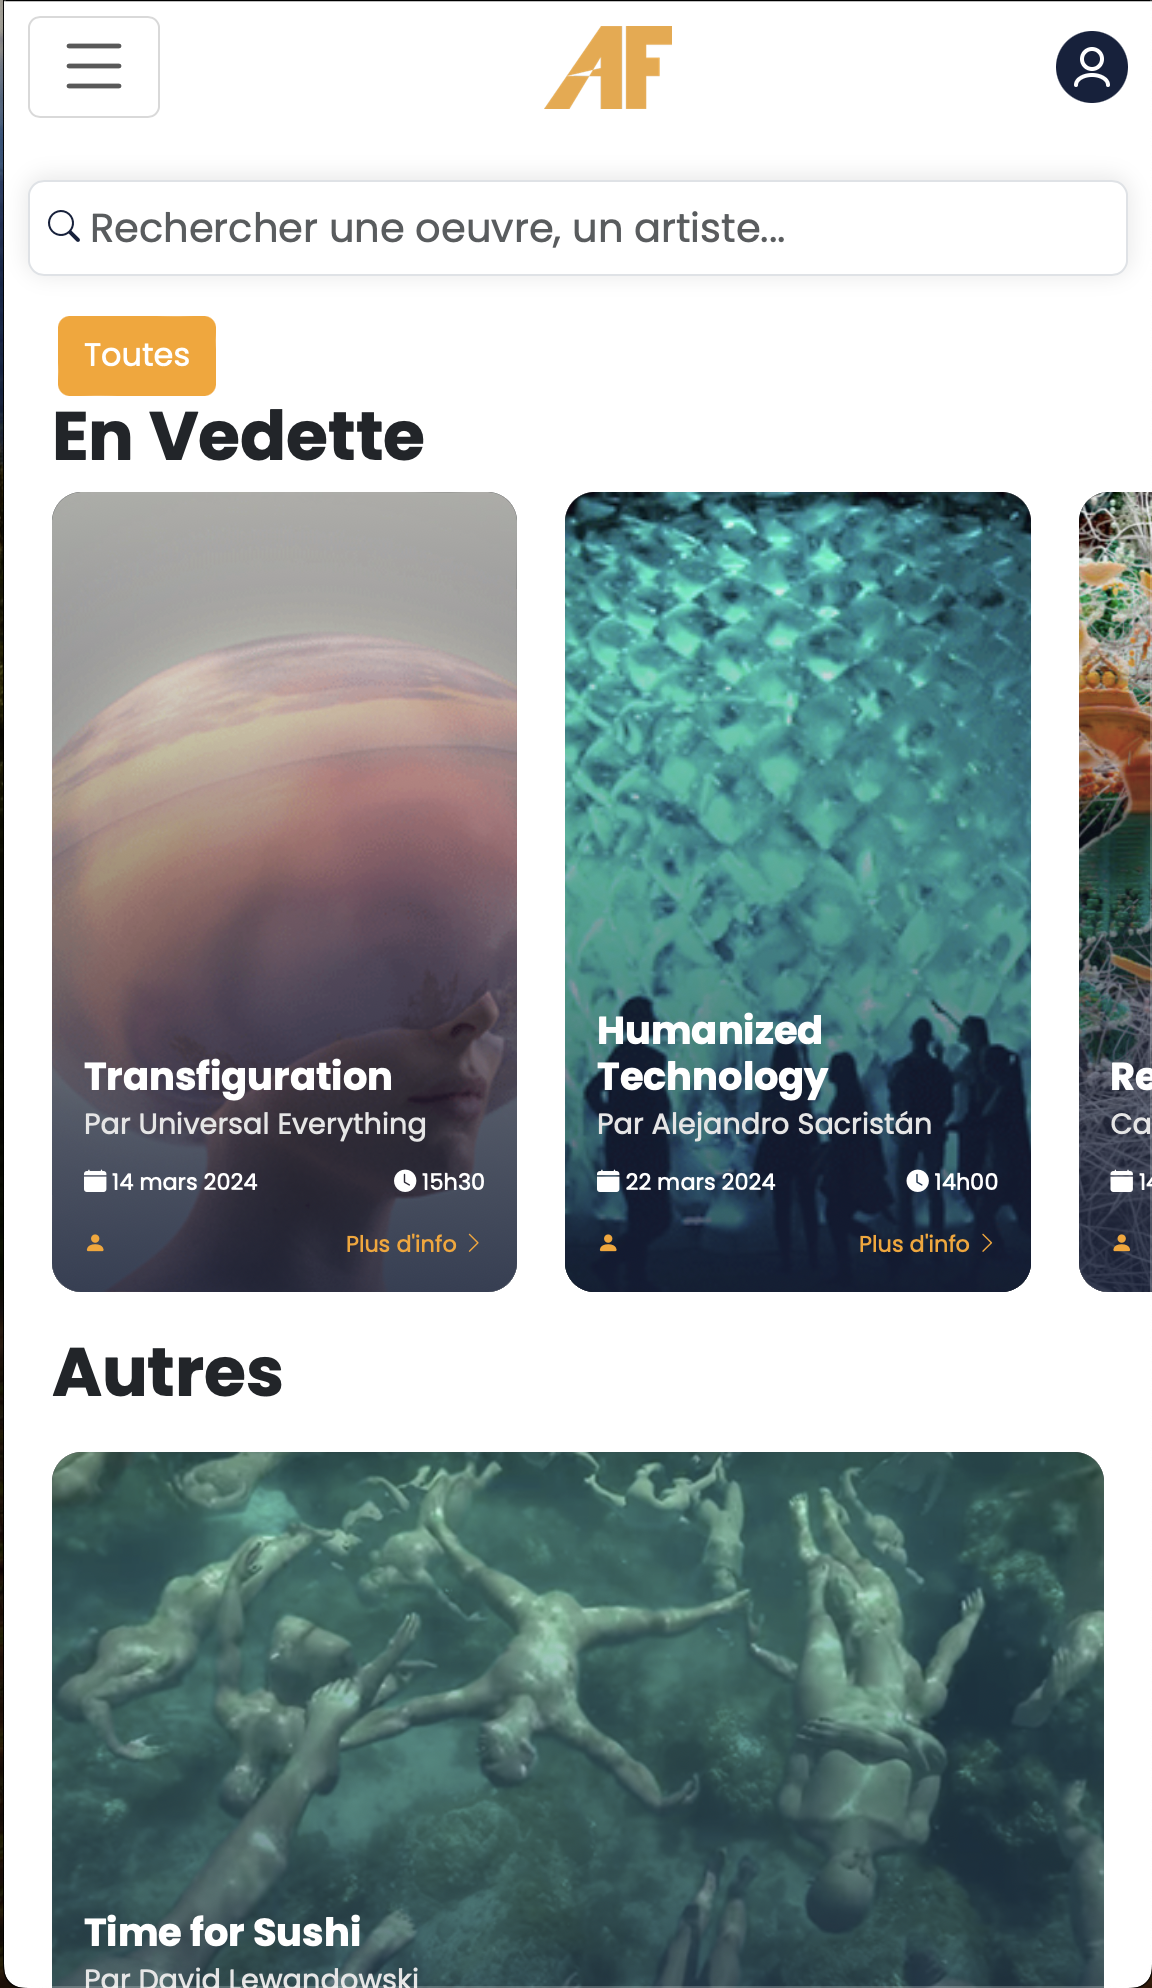 AF
Rechercher une oeuvre, un artiste...
Toutes
En Vedette
Transfiguration
Par Universal Everything
14 mars 2024 15h30
Plus d'info
Humanized
Technology
Par Alejandro Sacristán
22 mars 2024 14h00
Plus d'info
Re
Ca
14
Autres
Time for Sushi
Par David Lewandowski